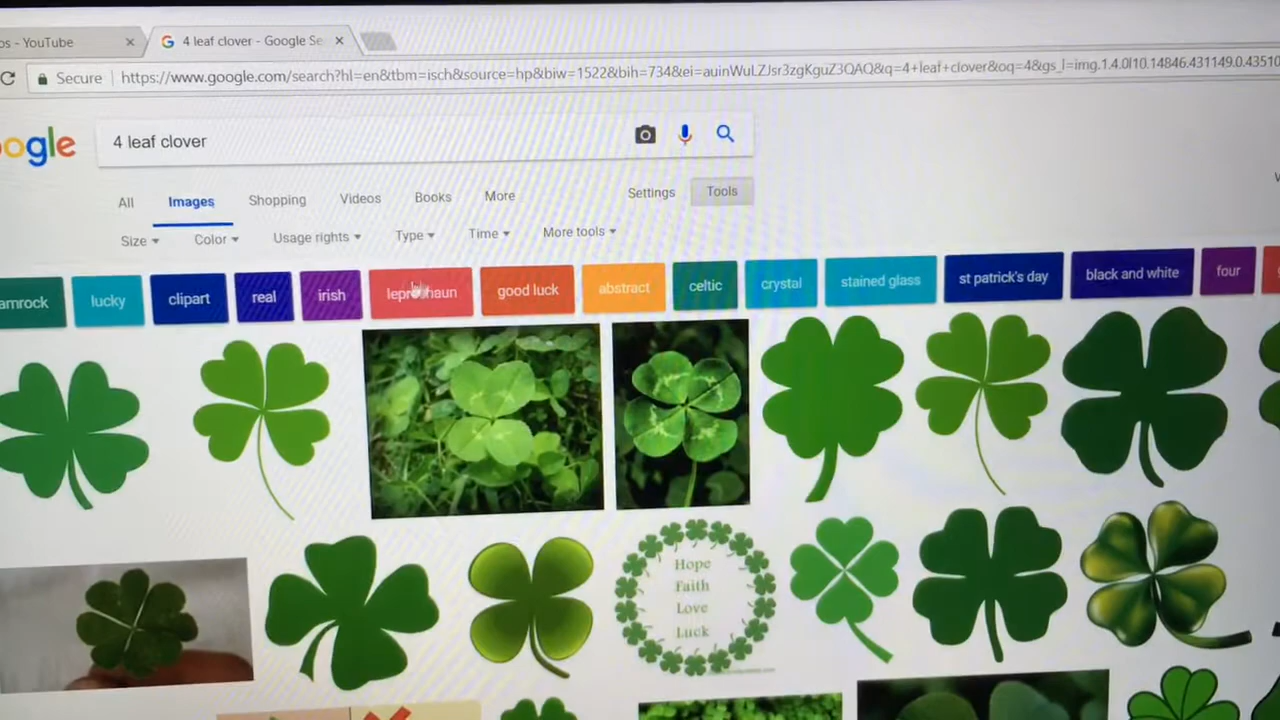 os - YouTube
4 leaf clover - Google Se
Secure
https://www.google.com/search?hl=en&tbm=isch&source=hp&biw=1522&bih=734&ei=auinWuLZJsr3zgKguZ3QAQ&q=4+leaf+clover&oq=4&gs_l=img.1.4.0l10.14846.431149.0.43510
ogle
4 leaf clover
All Images Shopping Videos Books More Settings Tools
Size Color Usage rights Type Time More tools
amrock lucky clipart real irish good luck abstract celtic crystal stained glass st patrick's day black and white four
Hope
Faith
Love
Luck